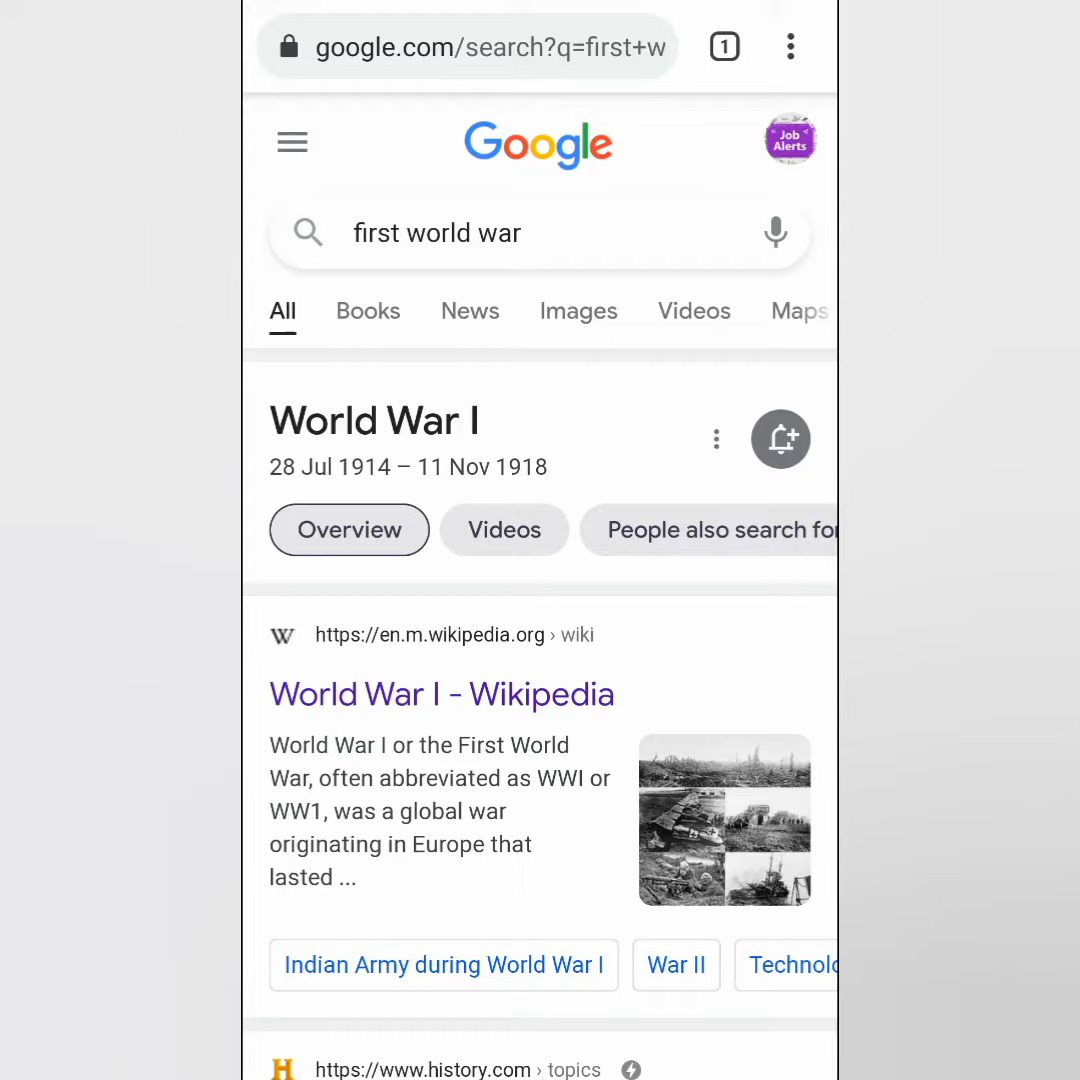 google.com/search?q=first+w
1
Google
Job
Alerts
first world war
All Books News Images Videos Maps
World War I
28 Jul 1914 – 11 Nov 1918
Overview Videos People also search for
W https://en.m.wikipedia.org › wiki
World War I - Wikipedia
World War I or the First World
War, often abbreviated as WWI or
WW1, was a global war
originating in Europe that
lasted ...
Indian Army during World War I War II Technolo
H https://www.history.com › topics